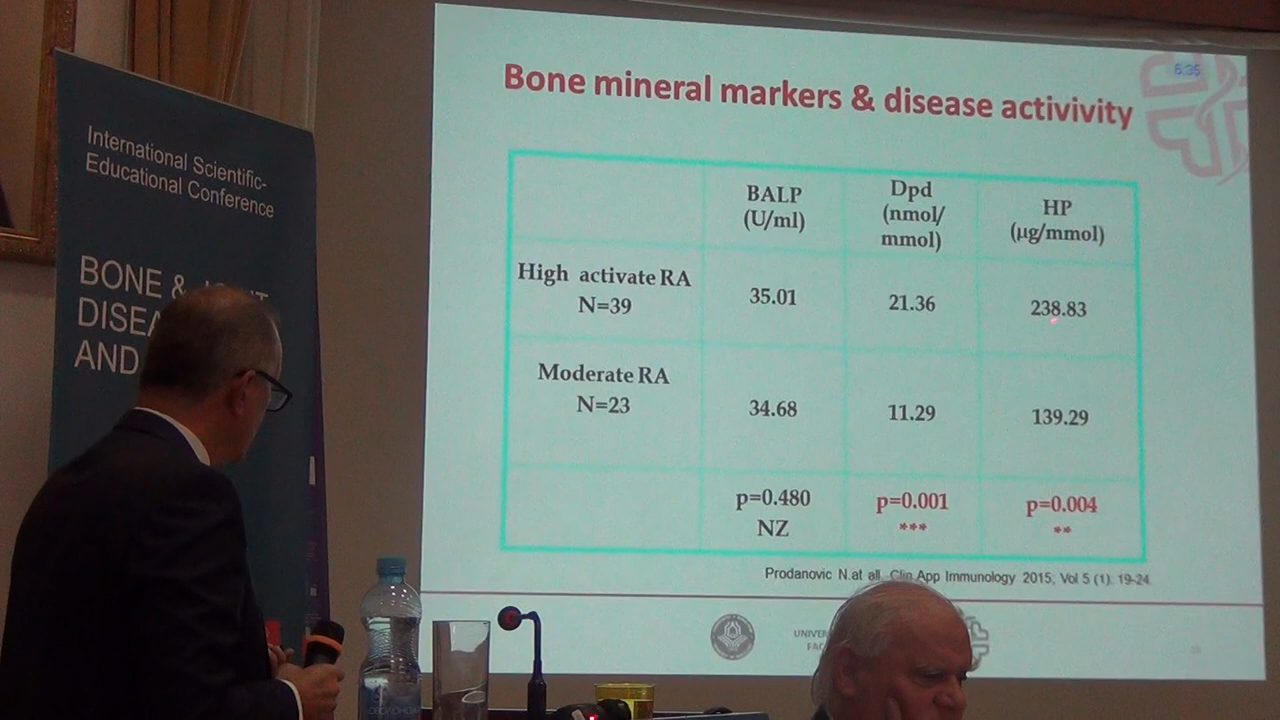 International Scientific-
Educational Conference
BONE &
AND
6:35
Bone mineral markers & disease activivity
BALP
(U/ml)
Dpd
(nmol/
mmol)
HP
(µg/mmol)
High activate RA
N=39
35.01
21.36
238.83
Moderate RA
N=23
34.68
11.29
139.29
p=0.480
NZ
p=0.001
***
p=0.004
**
Prodanovic N.at all. Clin App Immunology 2015, Vol 5 (1): 19-24